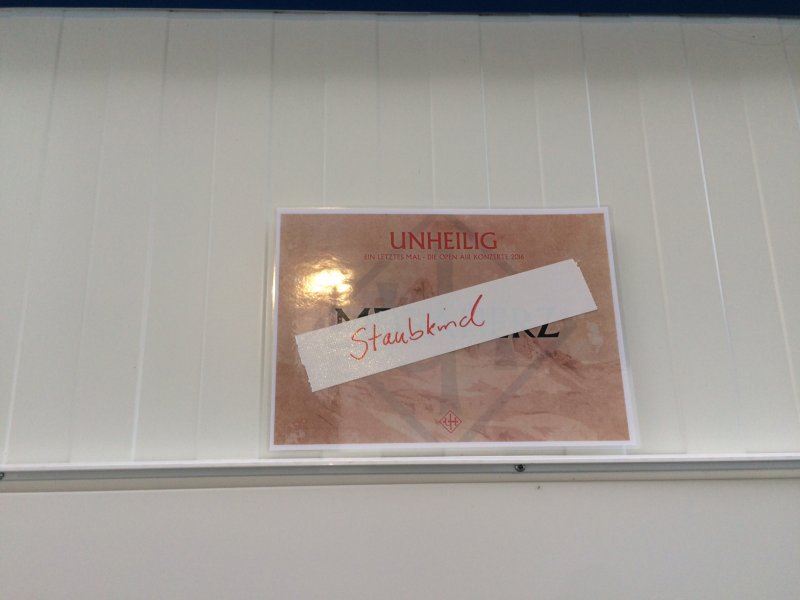 UNHEILIG
EIN LETZTES MAL - DIE OPEN AIR KONZERTE 2016
Staubkind